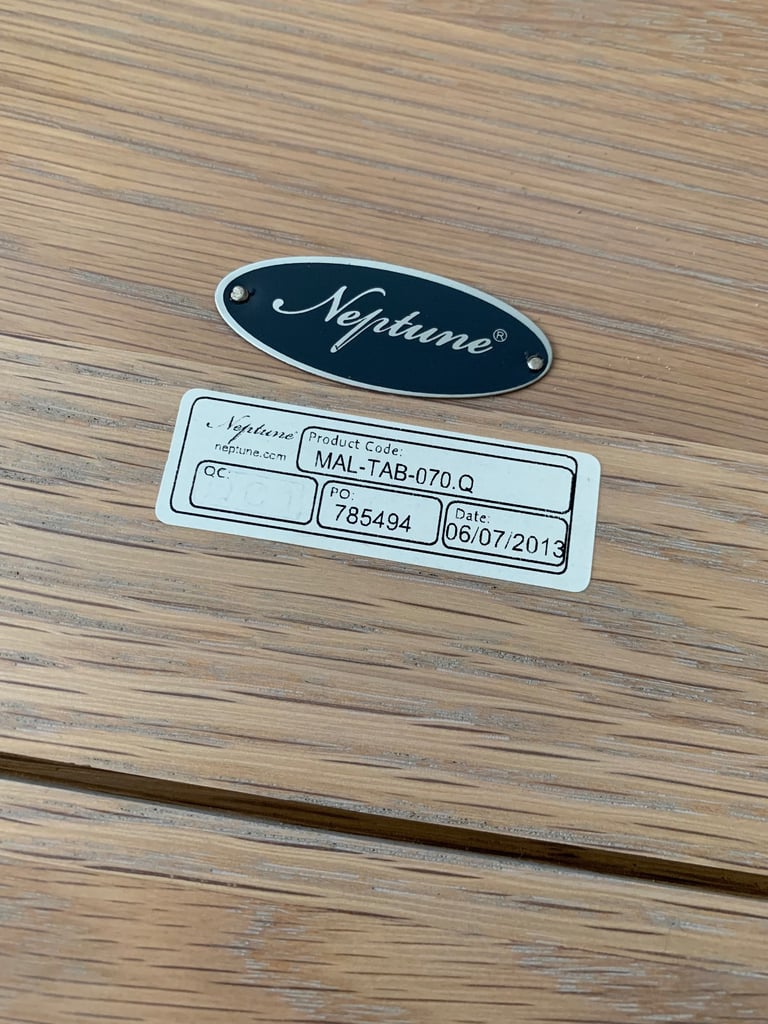 Neptune®
Neptune
neptune.com
Product Code:
MAL-TAB-070.Q
QC:
PO:
785494
Date:
06/07/2013